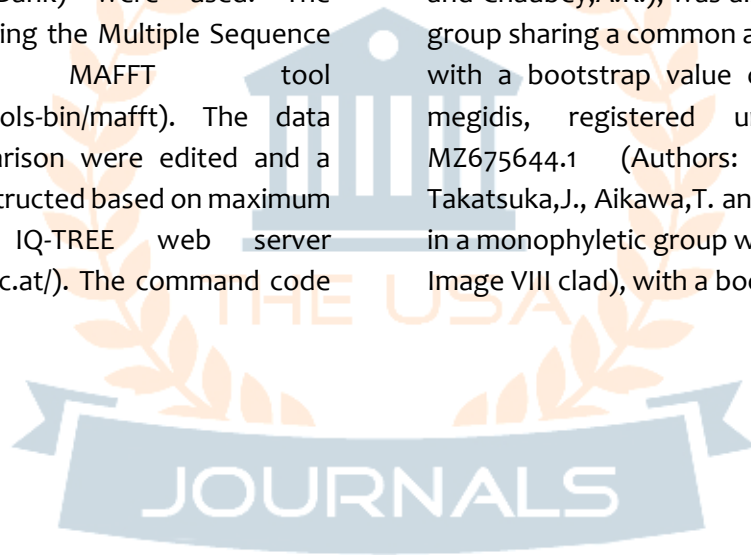 Bank) were used. The
ing the Multiple Sequence
MAFFT tool
ols-bin/mafft). The data
arison were edited and a
tructed based on maximum
IQ-TREE web server
c.at/). The command code
and Chaubey,A.K.), was
group sharing a common a
with a bootstrap value
megidis, registered
MZ675644.1 (Authors:
Takatsuka,J., Aikawa,T. an
in a monophyletic group w
Image VIII clad), with a boo
THE USA
JOURNALS